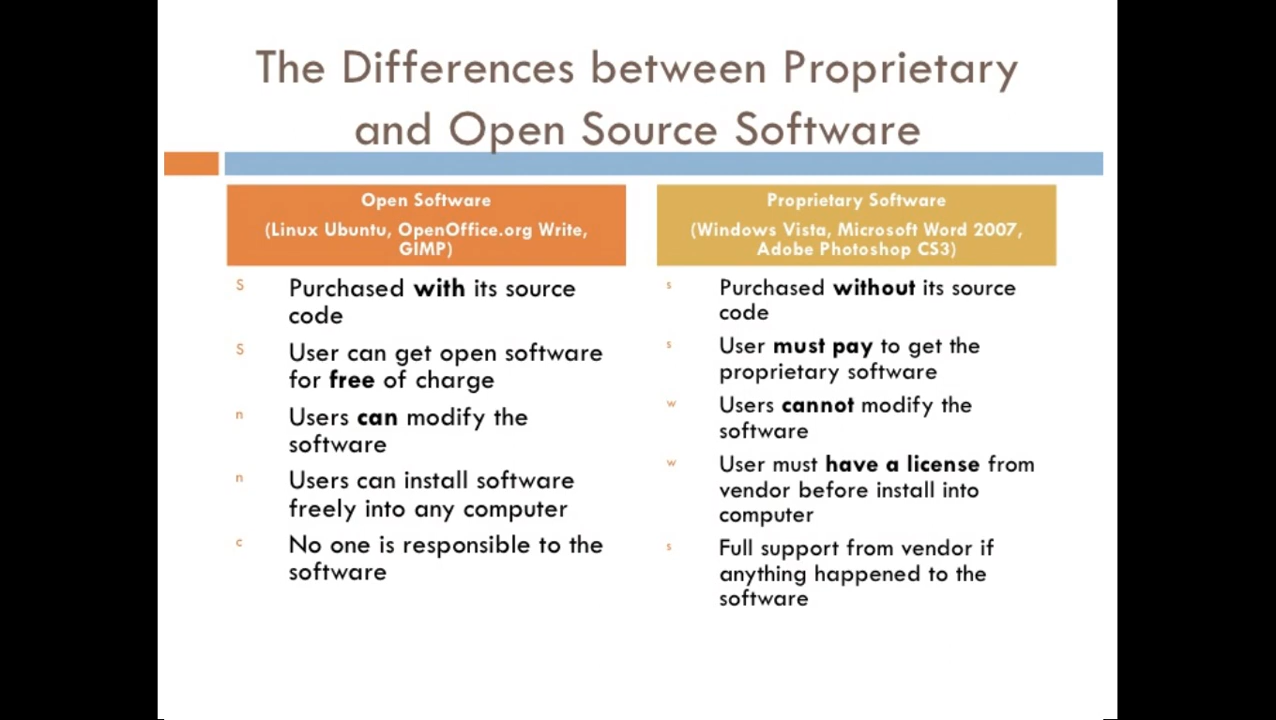 The Differences between Proprietary
and Open Source Software
Open Software
(Linux Ubuntu, OpenOffice.org Write,
GIMP)
S Purchased with its source
code
S User can get open software
for free of charge
n Users can modify the
software
n Users can install software
freely into any computer
c No one is responsible to the
software
Proprietary Software
(Windows Vista, Microsoft Word 2007,
Adobe Photoshop CS3)
s Purchased without its source
code
s User must pay to get the
proprietary software
w Users cannot modify the
software
w User must have a license from
vendor before install into
computer
s Full support from vendor if
anything happened to the
software